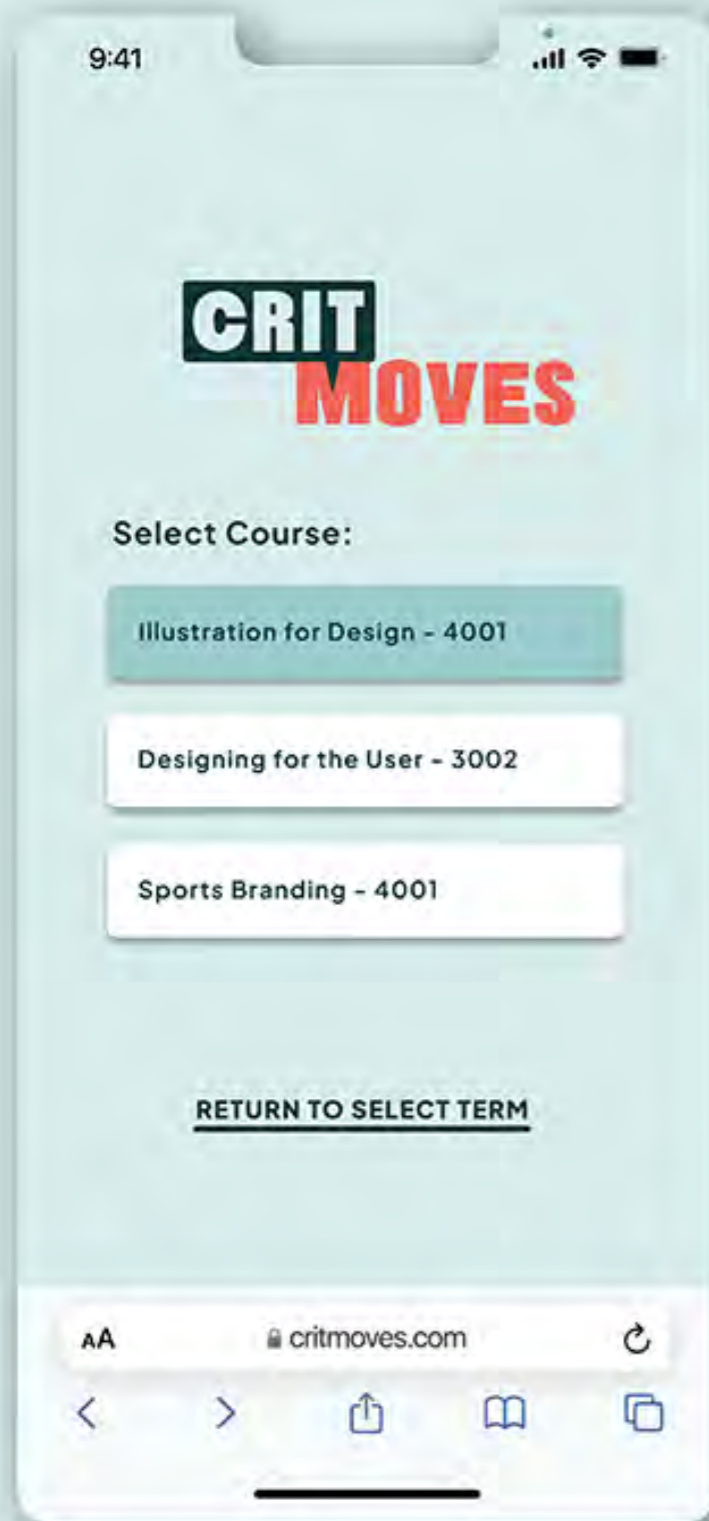 9:41
CRIT
MOVES
Select Course:
Illustration for Design - 4001
Designing for the User - 3002
Sports Branding - 4001
RETURN TO SELECT TERM
AA critmoves.com